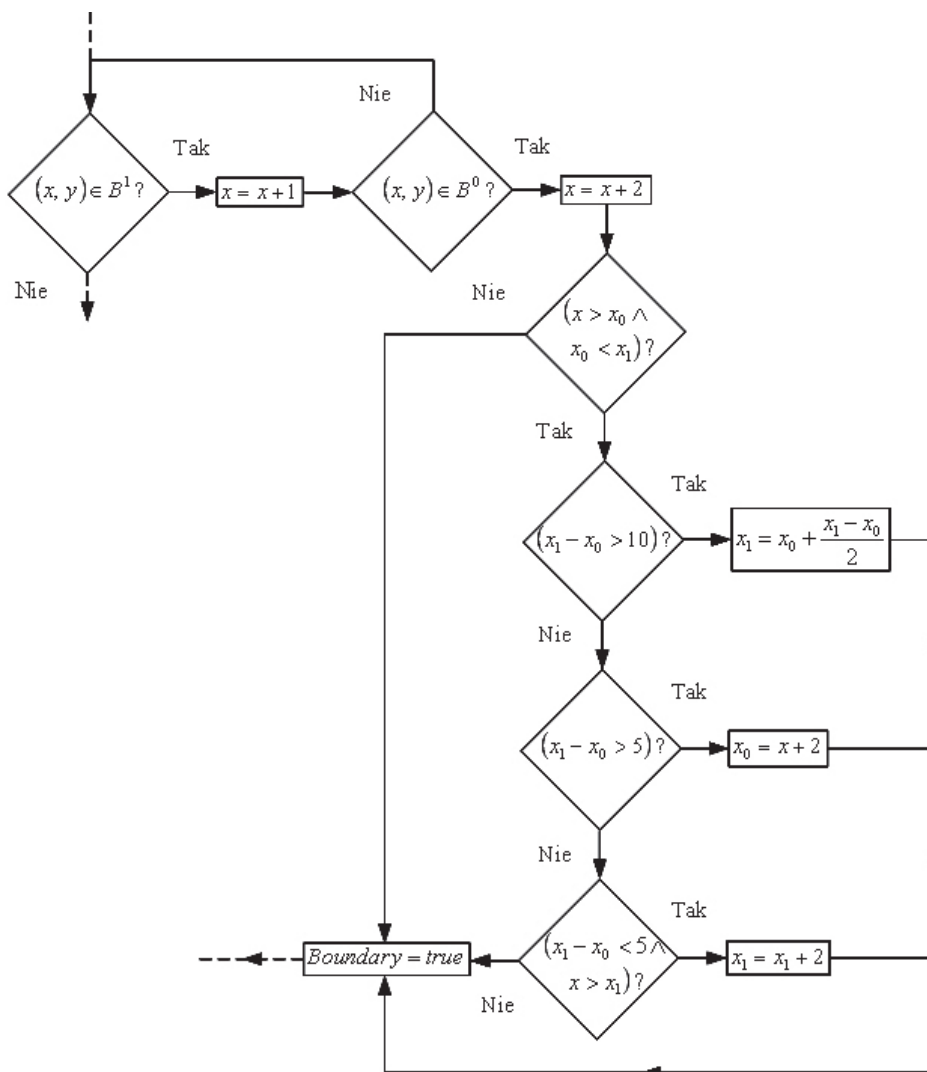 Nie
Tak
Tak
(x, y) ∈ B¹ ?
x = x + 1
(x, y) ∈ B⁰ ?
x = x + 2
Nie
Nie
(x > x₀ ∧
x₀ < x₁) ?
Tak
Tak
(x₁ − x₀ > 10) ?
x₁ = x₀ + (x₁ − x₀)/2
Nie
Tak
(x₁ − x₀ > 5) ?
x₀ = x + 2
Nie
Tak
(x₁ − x₀ < 5 ∧
x > x₁) ?
x₁ = x₁ + 2
Boundary = true
Nie